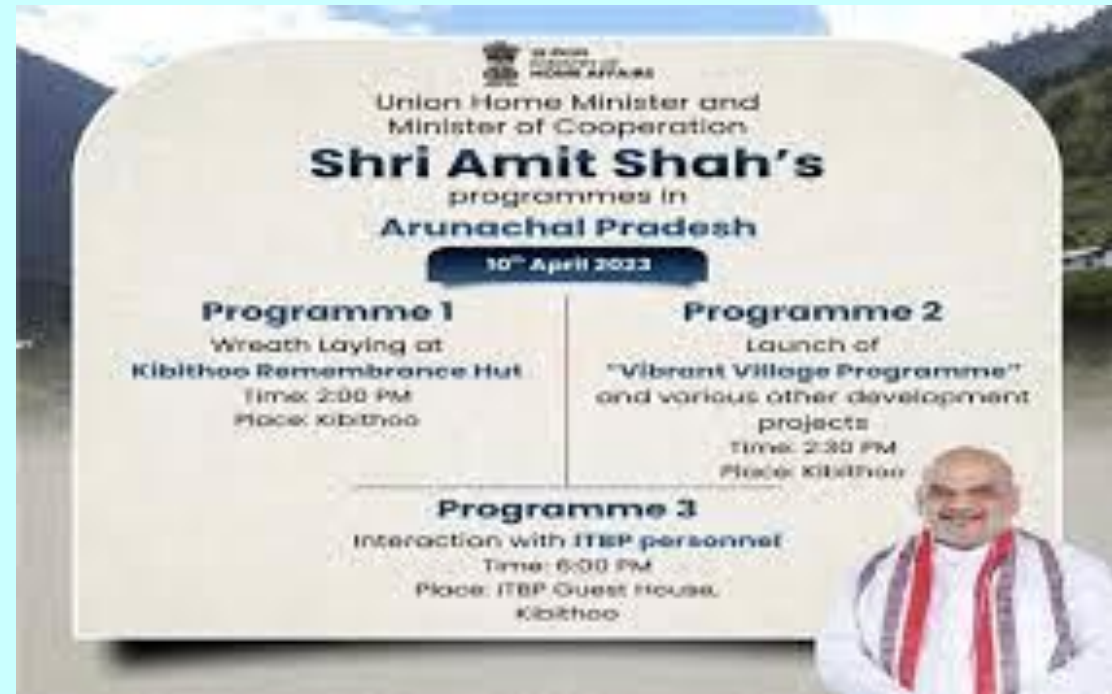 HOME AFFAIRS
Union Home Minister and
Minister of Cooperation
Shri Amit Shah's
programmes in
Arunachal Pradesh
10th April 2023
Programme 1
Wreath Laying at
Kibithoo Remembrance Hut
Time: 2:00 PM
Place: Kibithoo
Programme 2
Launch of
"Vibrant Village Programme"
and various other development
projects
Time: 2:30 PM
Place: Kibithoo
Programme 3
Interaction with ITBP personnel
Time: 6:00 PM
Place: ITBP Guest House,
Kibithoo